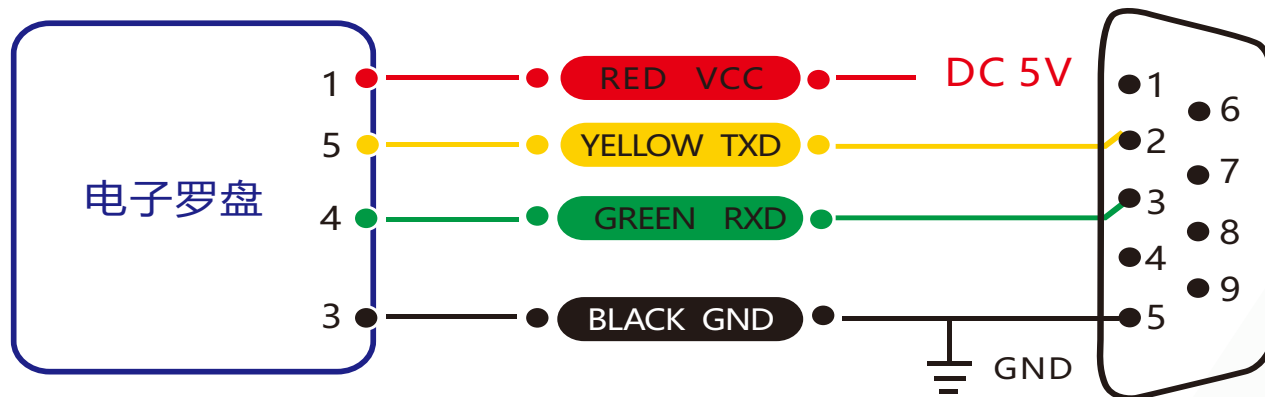 电子罗盘
1 RED VCC DC 5V
5 YELLOW TXD
4 GREEN RXD
3 BLACK GND
GND
1
2
3
4
5
6
7
8
9